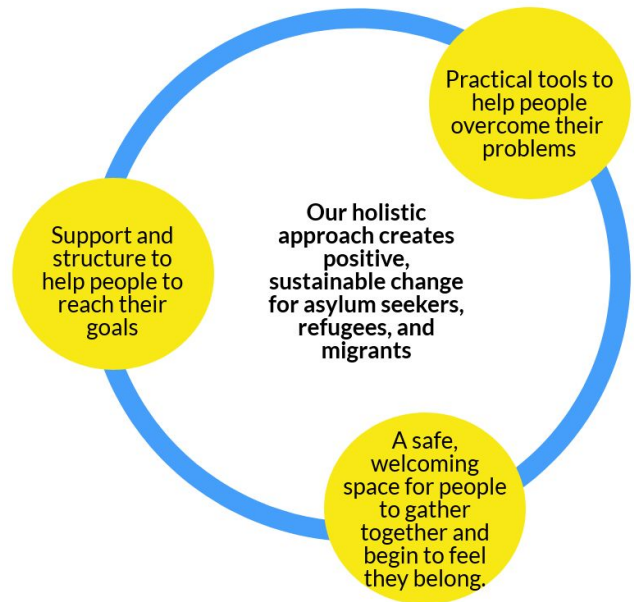 Practical tools to
help people
overcome their
problems
Our holistic
approach creates
positive,
sustainable change
for asylum seekers,
refugees, and
migrants
Support and
structure to
help people to
reach their
goals
A safe,
welcoming
space for people
to gather
together and
begin to feel
they belong.